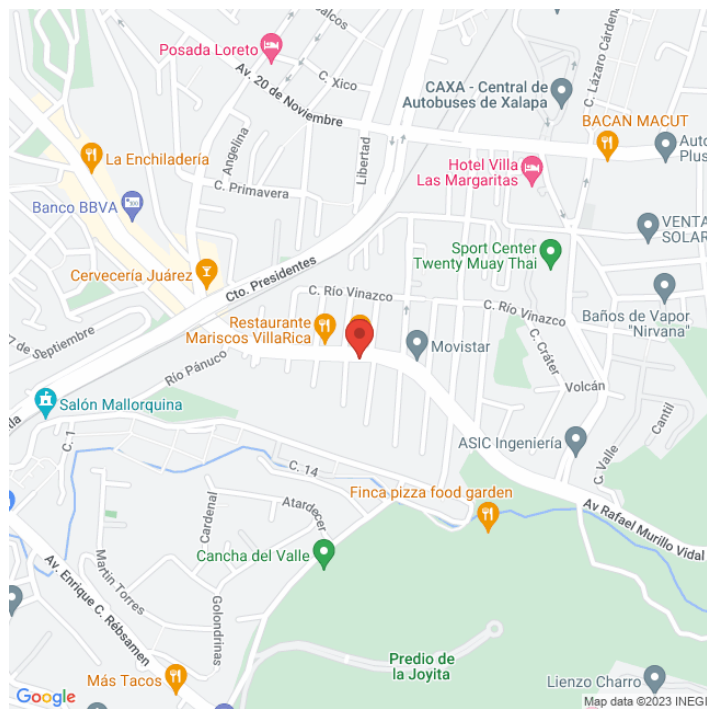 Posada Loreto
C. Xico
Av. 20 de Noviembre
CAXA - Central de
Autobuses de Xalapa
C. Lázaro Cárdena
BACAN MACUT
Auto
Plus
La Enchiladería
Angelina
Libertad
Hotel Villa
Las Margaritas
C. Primavera
Banco BBVA
VENTA
SOLAR
Sport Center
Twenty Muay Thai
Cervecería Juárez
Cto. Presidentes
C. Río Vinazco
C. Río Vinazco
Baños de Vapor
"Nirvana"
Restaurante
Mariscos VillaRica
7 de Septiembre
Movistar
C. Cráter
Río Pánuco
Volcán
Salón Mallorquina
lla
Cantil
C. 1
ASIC Ingeniería
C. Valle
C. 14
Finca pizza food garden
Atardecer
Av Rafael Murillo Vidal
Cardenal
Cancha del Valle
Martín Torres
Av. Enrique C. Rébsamen
Golondrinas
Predio de
la Joyita
Más Tacos
Lienzo Charro
Google
Map data ©2023 INEGI